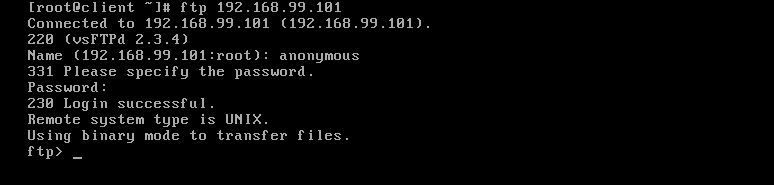 [root@client ~]# ftp 192.168.99.101
Connected to 192.168.99.101 (192.168.99.101).
220 (vsFTPd 2.3.4)
Name (192.168.99.101:root): anonymous
331 Please specify the password.
Password:
230 Login successful.
Remote system type is UNIX.
Using binary mode to transfer files.
ftp> _